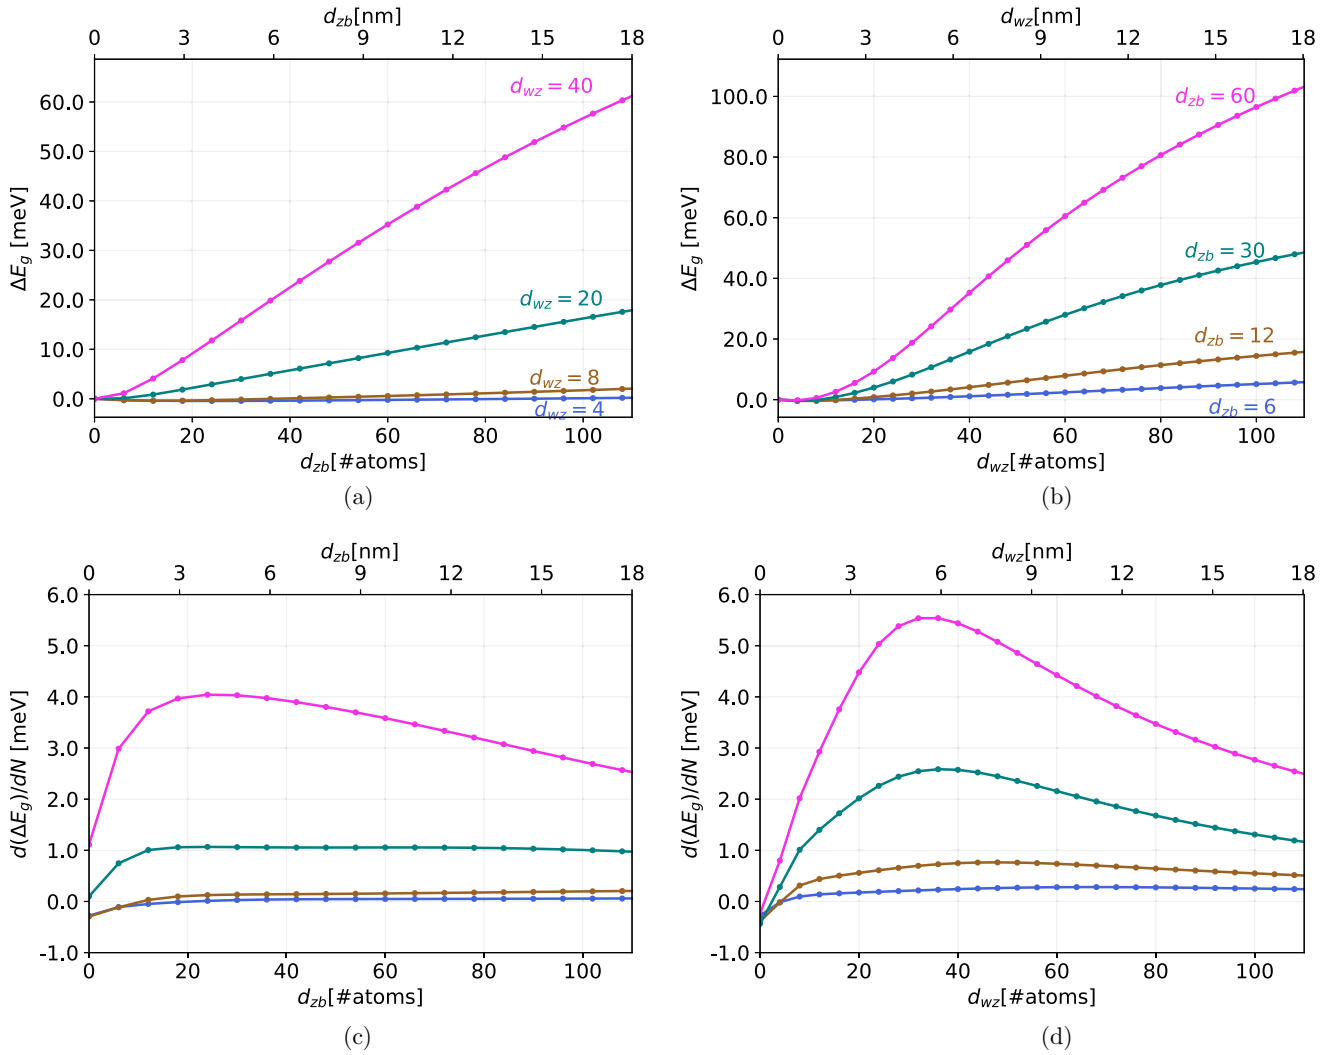 d_zb[nm]
0 3 6 9 12 15 18
ΔE_g [meV]
60.0
50.0
40.0
30.0
20.0
10.0
0.0
d_wz = 40
d_wz = 20
d_wz = 8
d_wz = 4
0 20 40 60 80 100
d_zb[#atoms]
(a)
d_wz[nm]
0 3 6 9 12 15 18
ΔE_g [meV]
100.0
80.0
60.0
40.0
20.0
0.0
d_zb = 60
d_zb = 30
d_zb = 12
d_zb = 6
0 20 40 60 80 100
d_wz[#atoms]
(b)
d_zb[nm]
0 3 6 9 12 15 18
d(ΔE_g)/dN [meV]
6.0
5.0
4.0
3.0
2.0
1.0
0.0
-1.0
0 20 40 60 80 100
d_zb[#atoms]
(c)
d_wz[nm]
0 3 6 9 12 15 18
d(ΔE_g)/dN [meV]
6.0
5.0
4.0
3.0
2.0
1.0
0.0
-1.0
0 20 40 60 80 100
d_wz[#atoms]
(d)